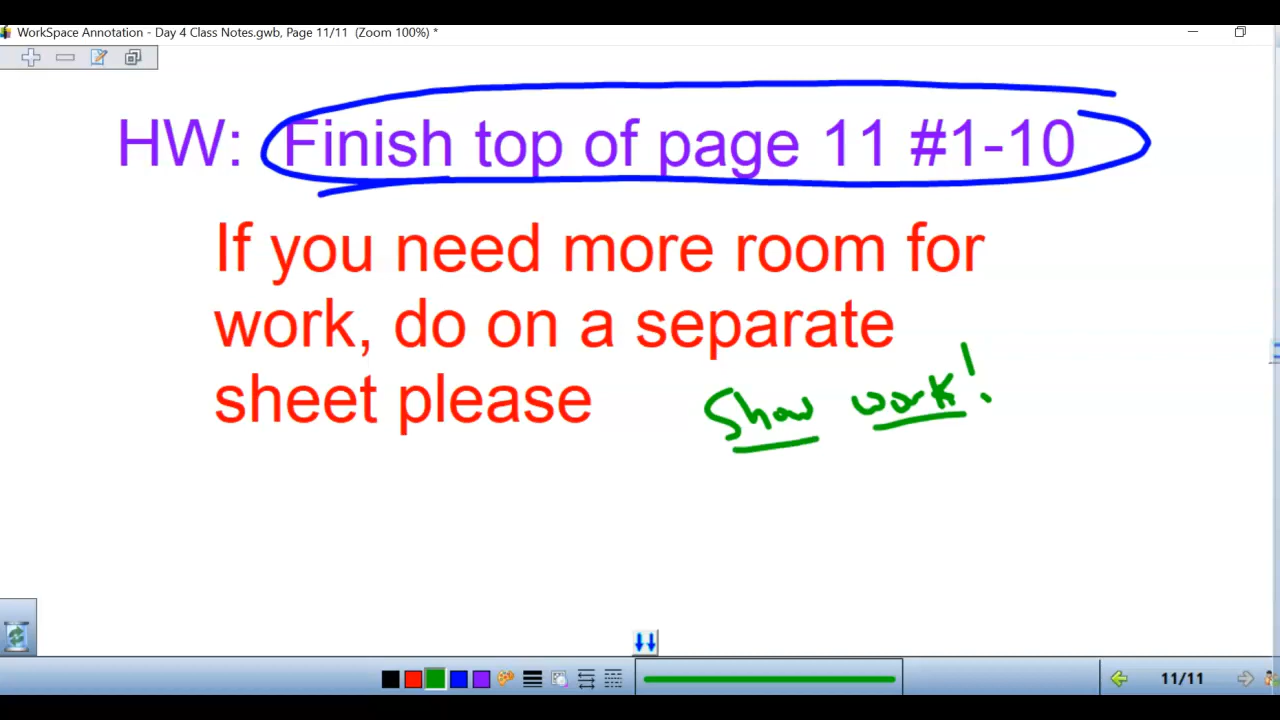 WorkSpace Annotation - Day 4 Class Notes.gwb, Page 11/11 (Zoom 100%) *
HW: Finish top of page 11 #1-10
If you need more room for
work, do on a separate
sheet please
Show work!
11/11